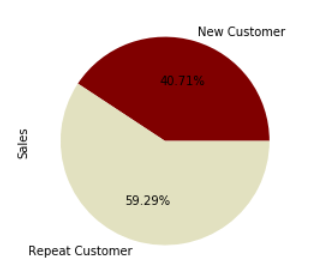 New Customer
40.71%
Sales
59.29%
Repeat Customer